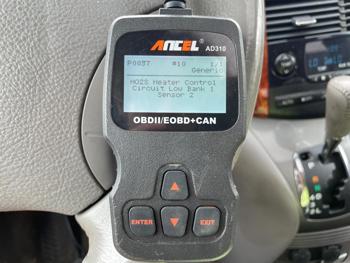 ANCEL
AD310
P0037 $10 1/1
Generic
HO2S Heater Control
Circuit Low Bank 1
Sensor 2
OBDII/EOBD+CAN
ENTER
EXIT